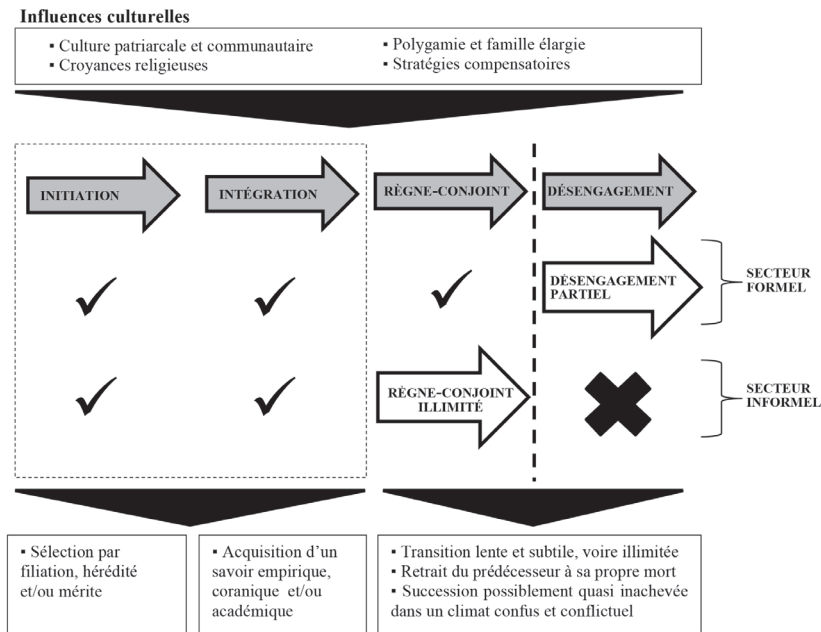 Influences culturelles
▪ Culture patriarcale et communautaire
▪ Croyances religieuses
▪ Polygamie et famille élargie
▪ Stratégies compensatoires
INITIATION
INTÉGRATION
RÈGNE-CONJOINT
DÉSENGAGEMENT
DÉSENGAGEMENT
PARTIEL
SECTEUR
FORMEL
RÈGNE-CONJOINT
ILLIMITÉ
SECTEUR
INFORMEL
▪ Sélection par
filiation, hérédité
et/ou mérite
▪ Acquisition d’un
savoir empirique,
coranique et/ou
académique
▪ Transition lente et subtile, voire illimitée
▪ Retrait du prédécesseur à sa propre mort
▪ Succession possiblement quasi inachevée
dans un climat confus et conflictuel